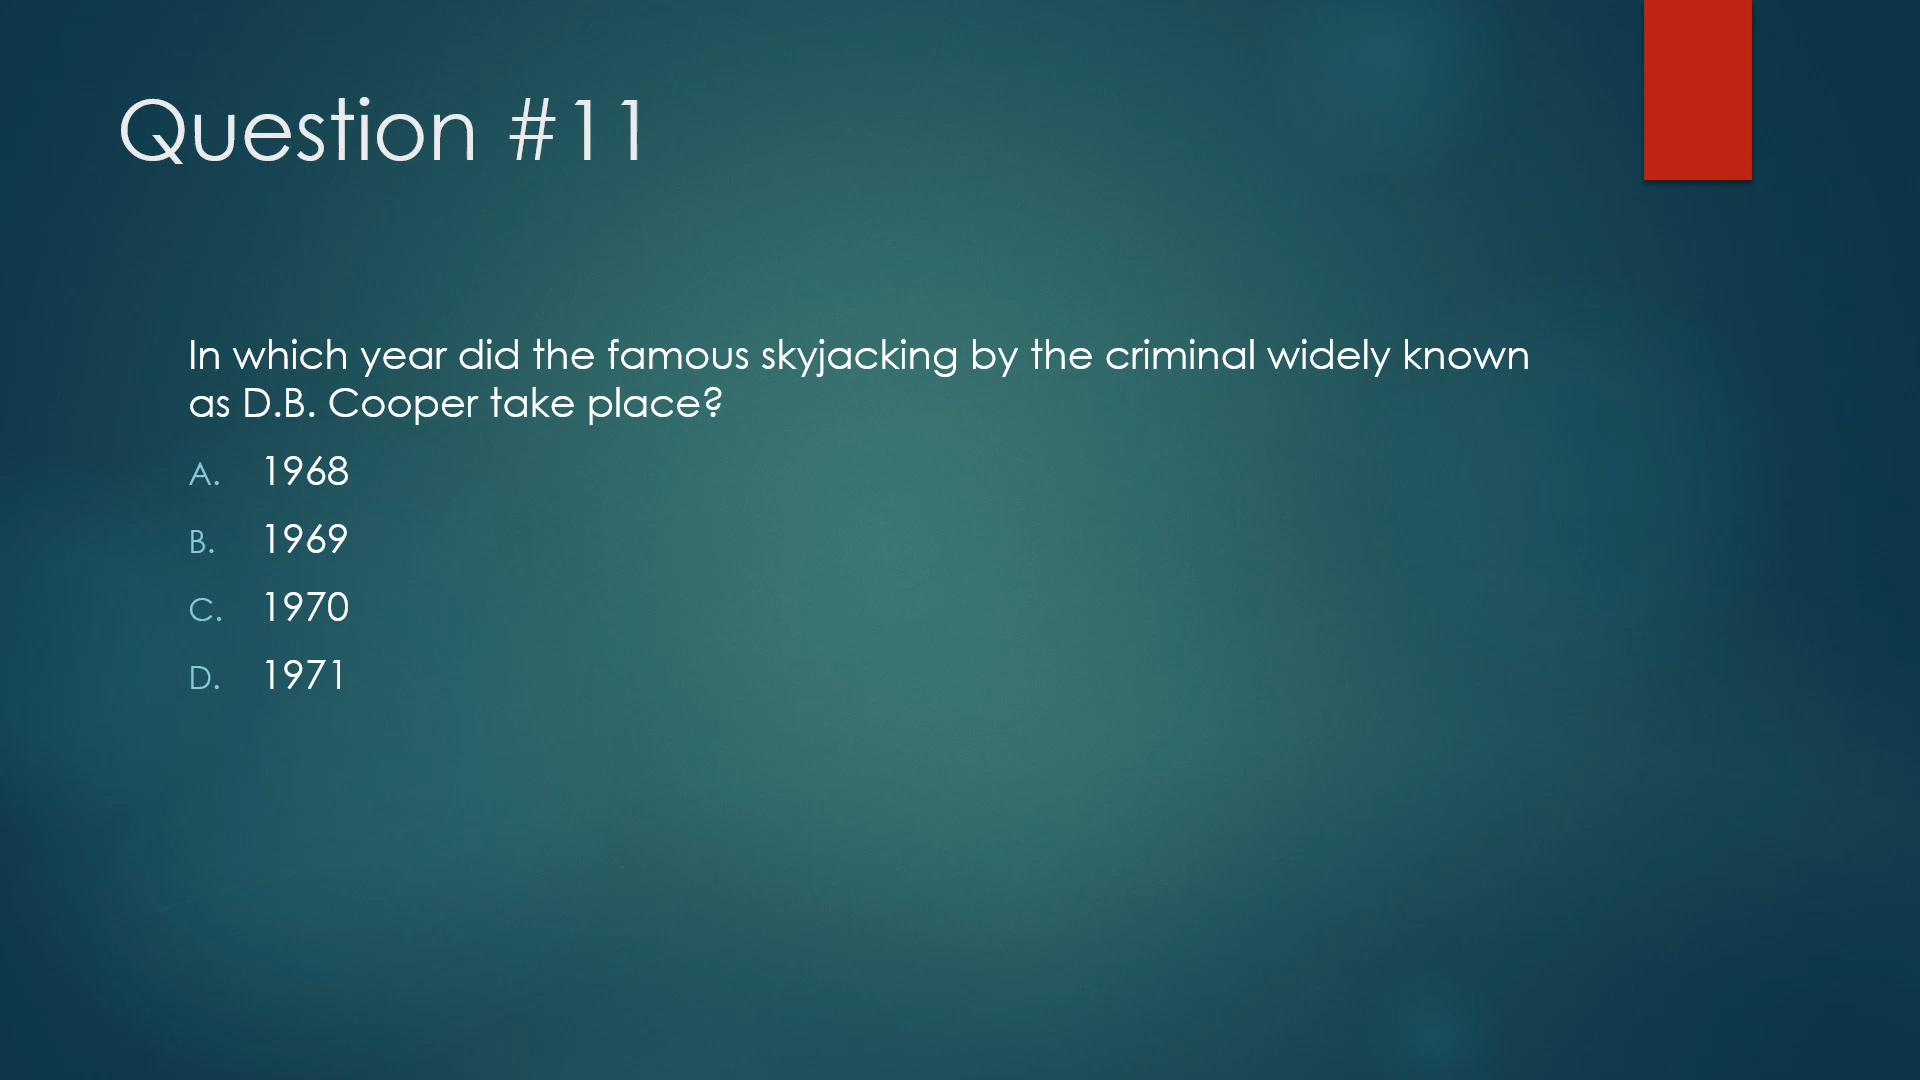 Question #11
In which year did the famous skyjacking by the criminal widely known
as D.B. Cooper take place?
A. 1968
B. 1969
C. 1970
D. 1971